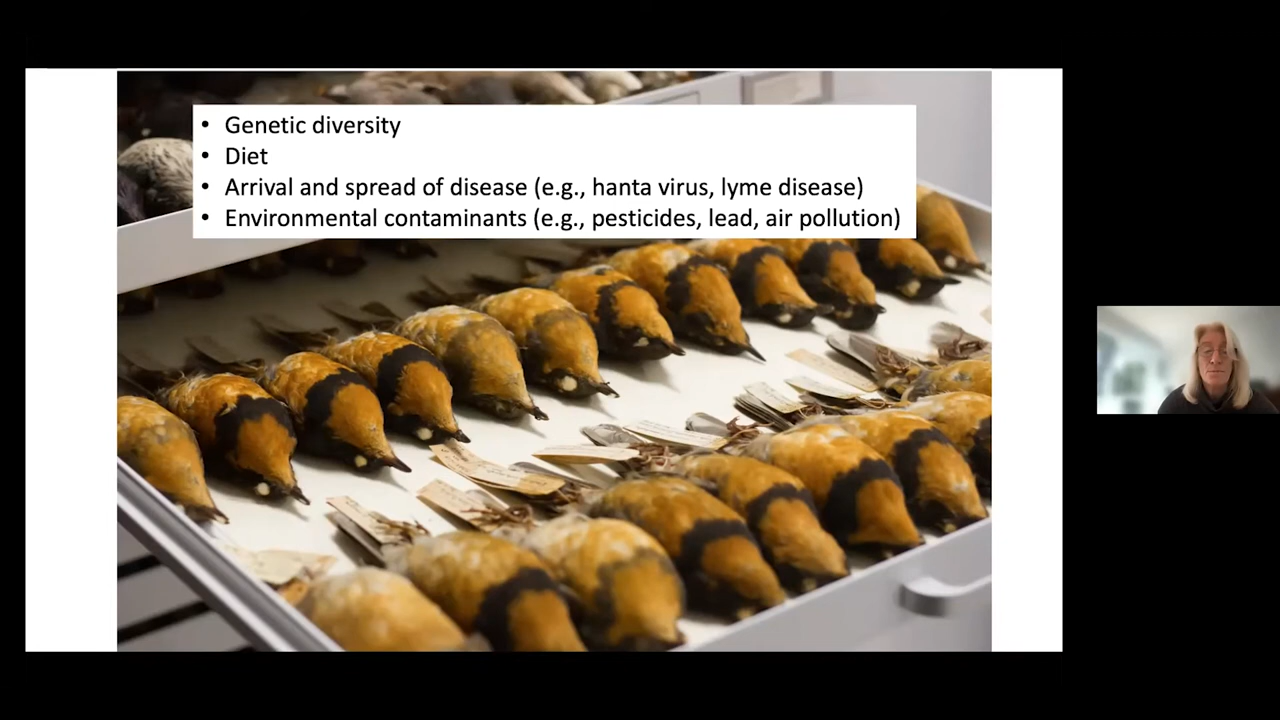 • Genetic diversity
• Diet
• Arrival and spread of disease (e.g., hanta virus, lyme disease)
• Environmental contaminants (e.g., pesticides, lead, air pollution)